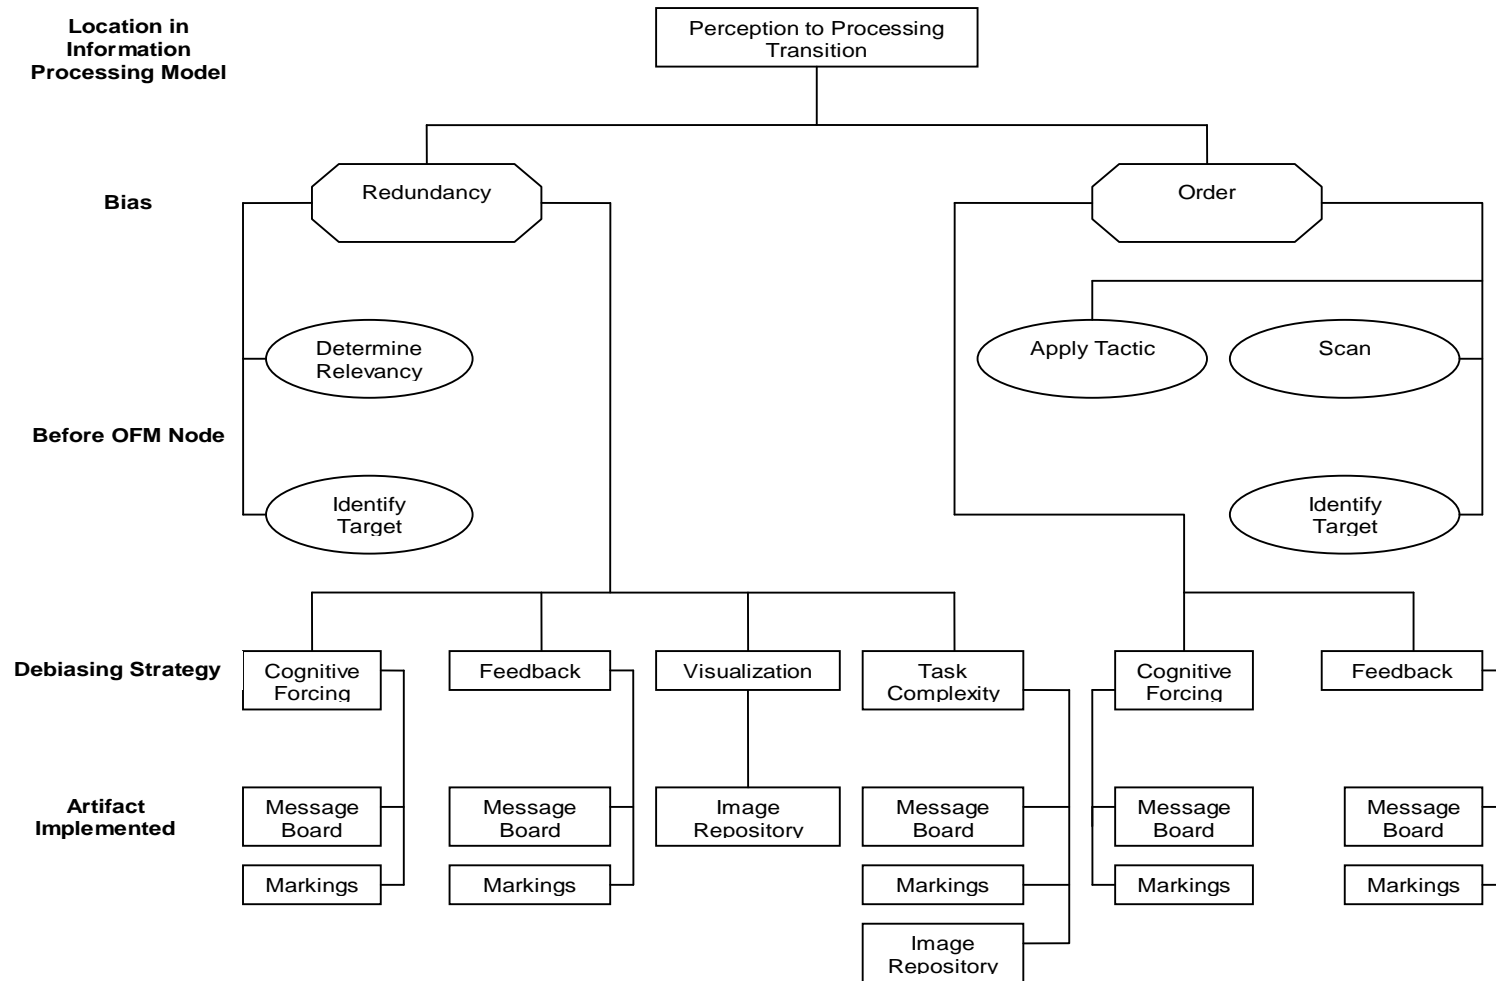 Location in
Information
Processing Model
Perception to Processing
Transition
Bias
Redundancy
Order
Determine
Relevancy
Apply Tactic
Scan
Before OFM Node
Identify
Target
Identify
Target
Debiasing Strategy
Cognitive
Forcing
Feedback
Visualization
Task
Complexity
Cognitive
Forcing
Feedback
Artifact
Implemented
Message
Board
Message
Board
Image
Repository
Message
Board
Message
Board
Message
Board
Markings
Markings
Markings
Markings
Markings
Image
Repository